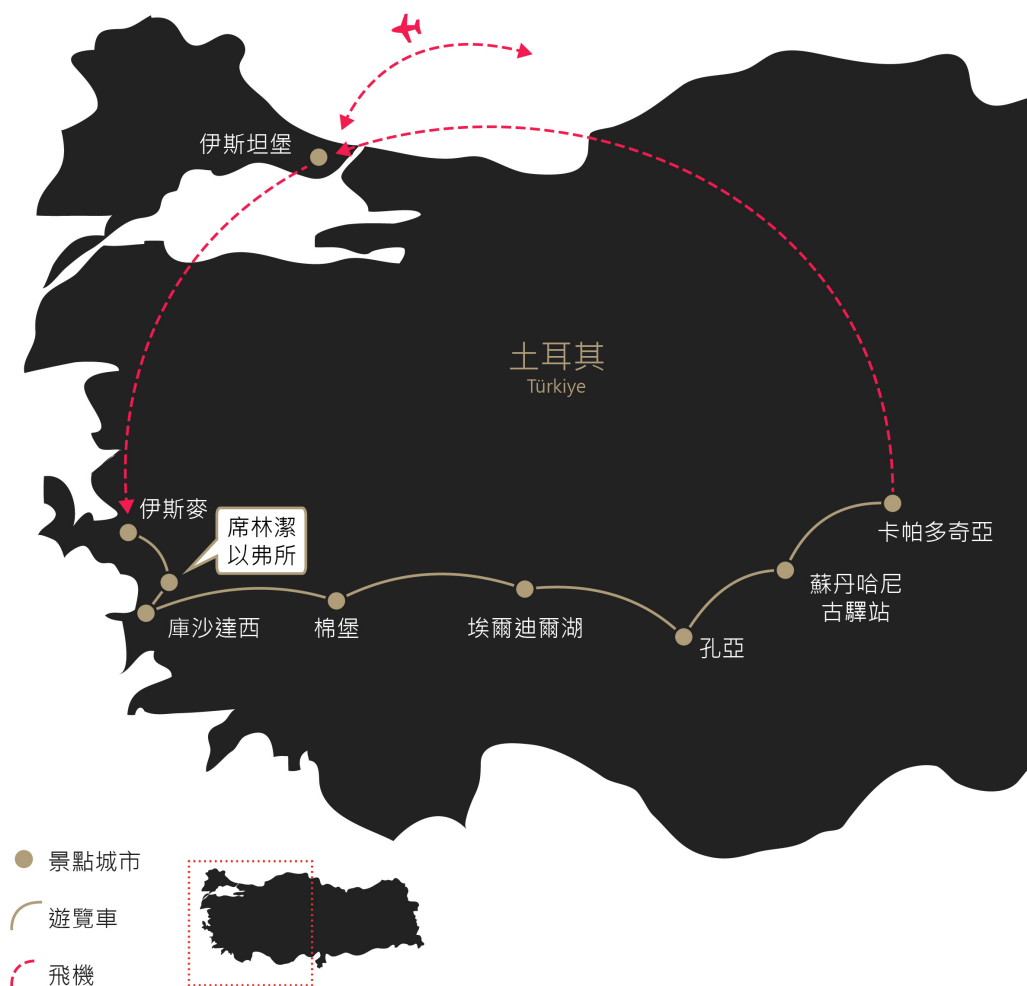 伊斯坦堡
土耳其
Türkiye
伊斯麥
席林潔
以弗所
卡帕多奇亞
蘇丹哈尼
古驛站
庫沙達西
棉堡
埃爾迪爾湖
孔亞
景點城市
遊覽車
飛機